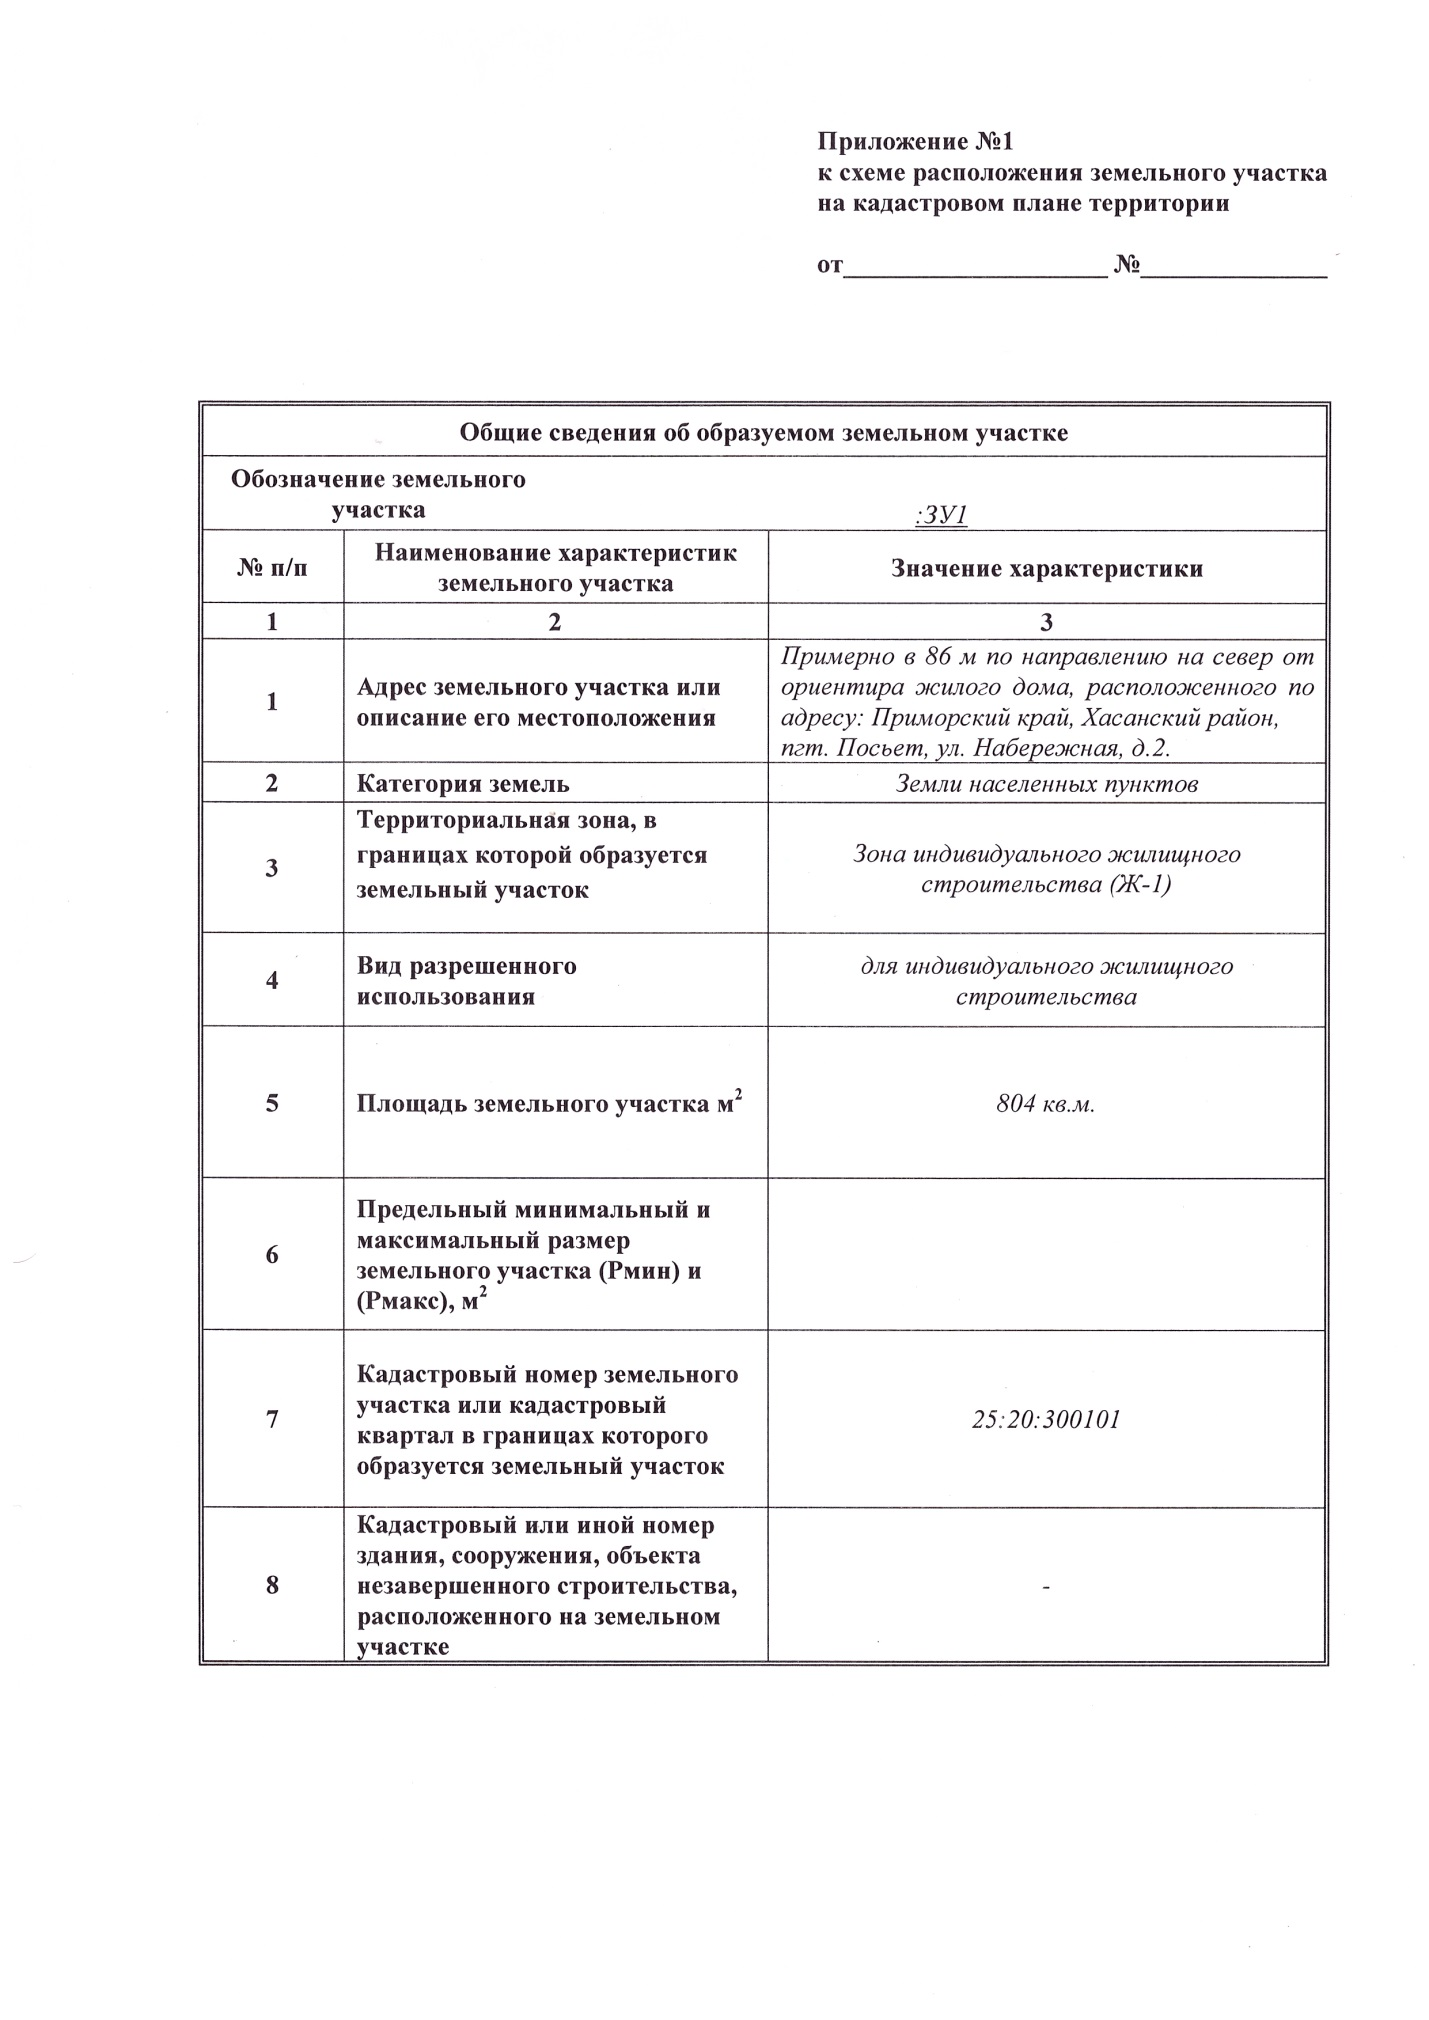 Приложение №1
к схеме расположения земельного участка
на кадастровом плане территории
от____________________ №______________
Общие сведения об образуемом земельном участке
Обозначение земельного
участка
:ЗУ1
№ п/п
Наименование характеристик
земельного участка
Значение характеристики
1
2
3
1
Адрес земельного участка или
описание его местоположения
Примерно в 86 м по направлению на север от
ориентира жилого дома, расположенного по
адресу: Приморский край, Хасанский район,
пгт. Посьет, ул. Набережная, д.2.
2
Категория земель
Земли населенных пунктов
3
Территориальная зона, в
границах которой образуется
земельный участок
Зона индивидуального жилищного
строительства (Ж-1)
4
Вид разрешенного
использования
для индивидуального жилищного
строительства
5
Площадь земельного участка м²
804 кв.м.
6
Предельный минимальный и
максимальный размер
земельного участка (Рмин) и
(Рмакс), м²
7
Кадастровый номер земельного
участка или кадастровый
квартал в границах которого
образуется земельный участок
25:20:300101
8
Кадастровый или иной номер
здания, сооружения, объекта
незавершенного строительства,
расположенного на земельном
участке
-